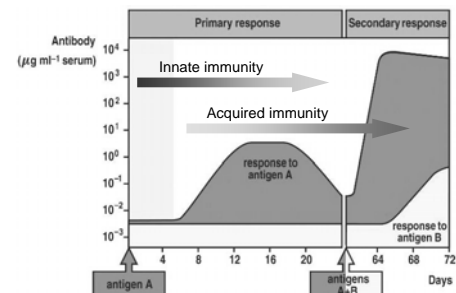 Primary response
Secondary response
Antibody
(μg ml⁻¹ serum)
10⁴
10³
10²
10¹
10⁰
10⁻¹
10⁻²
10⁻³
Innate immunity
Acquired immunity
response to
antigen A
response to
antigen B
4 8 12 16 20 64 68 72 Days
antigen A
antigens
A+B